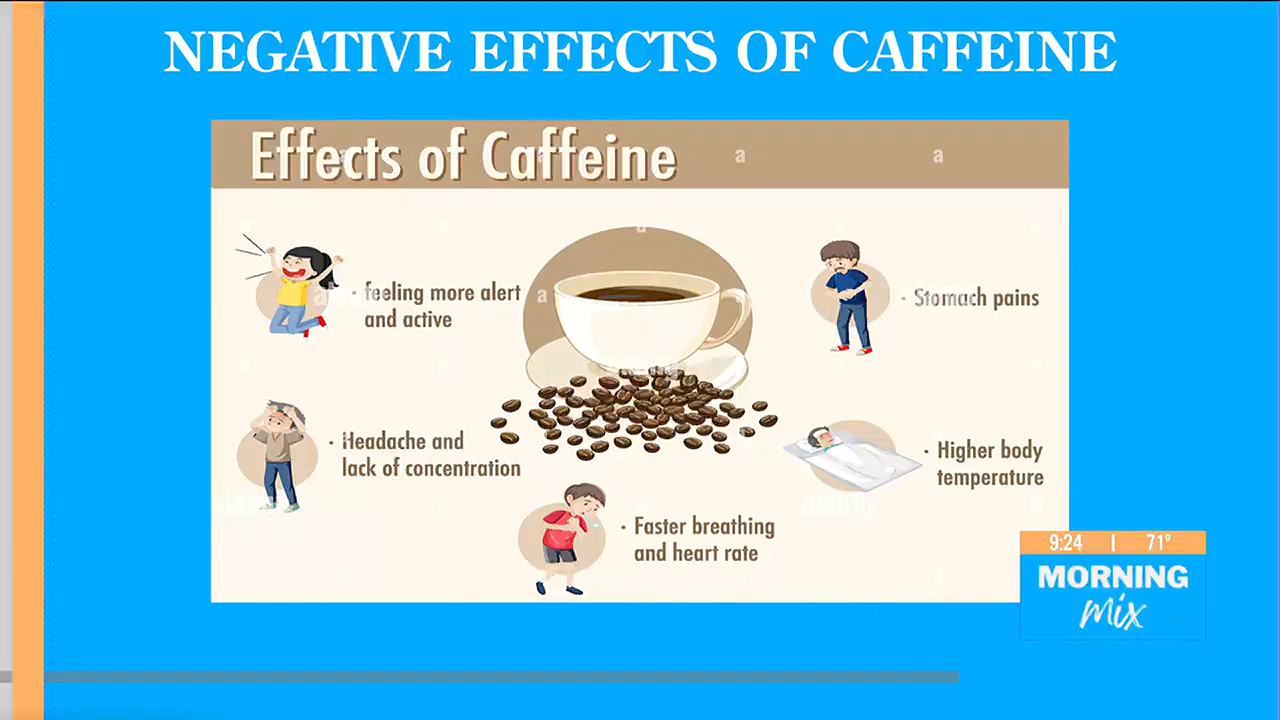 NEGATIVE EFFECTS OF CAFFEINE
Effects of Caffeine
a
a
a
a
· feeling more alert
and active
· Stomach pains
· Headache and
lack of concentration
· Higher body
temperature
· Faster breathing
and heart rate
9:24 | 71°
MORNING
mix